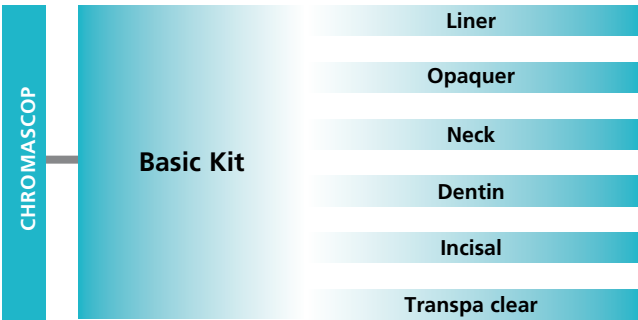 CHROMASCOP
Basic Kit
Liner
Opaquer
Neck
Dentin
Incisal
Transpa clear